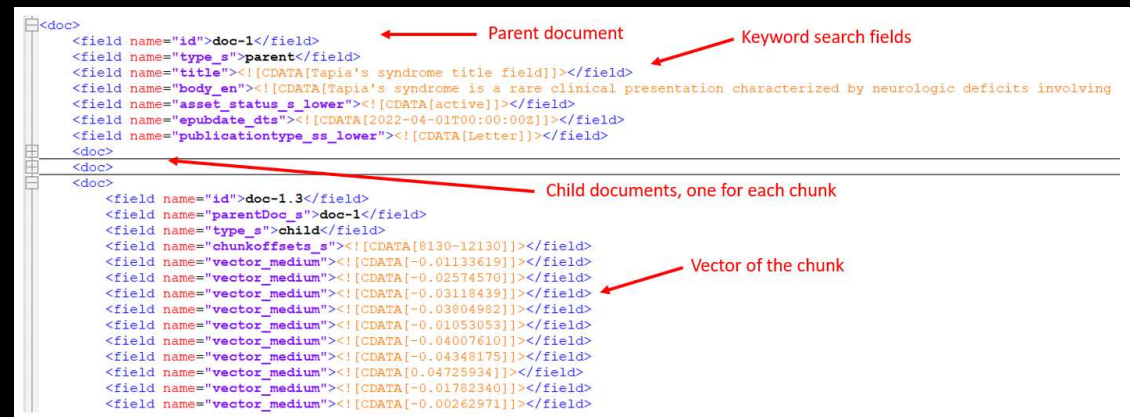 <doc>
<field name="id">doc-1</field>
Parent document
<field name="type_s">parent</field>
Keyword search fields
<field name="title"><![CDATA[Tapia's syndrome title field]]></field>
<field name="body_en"><![CDATA[Tapia's syndrome is a rare clinical presentation characterized by neurologic deficits involving
<field name="asset_status_s_lower"><![CDATA[active]]></field>
<field name="epubdate_dts"><![CDATA[2022-04-01T00:00:00Z]]></field>
<field name="publicationtype_ss_lower"><![CDATA[Letter]]></field>
<doc>
<doc>
<doc>
Child documents, one for each chunk
<field name="id">doc-1.3</field>
<field name="parentDoc_s">doc-1</field>
<field name="type_s">child</field>
<field name="chunkoffsets_s"><![CDATA[8130-12130]]></field>
<field name="vector_medium"><![CDATA[-0.01133619]]></field>
Vector of the chunk
<field name="vector_medium"><![CDATA[-0.02574570]]></field>
<field name="vector_medium"><![CDATA[-0.03118439]]></field>
<field name="vector_medium"><![CDATA[-0.03804982]]></field>
<field name="vector_medium"><![CDATA[-0.01053053]]></field>
<field name="vector_medium"><![CDATA[-0.04007610]]></field>
<field name="vector_medium"><![CDATA[-0.04348175]]></field>
<field name="vector_medium"><![CDATA[0.04725934]]></field>
<field name="vector_medium"><![CDATA[-0.01782340]]></field>
<field name="vector_medium"><![CDATA[-0.00262971]]></field>